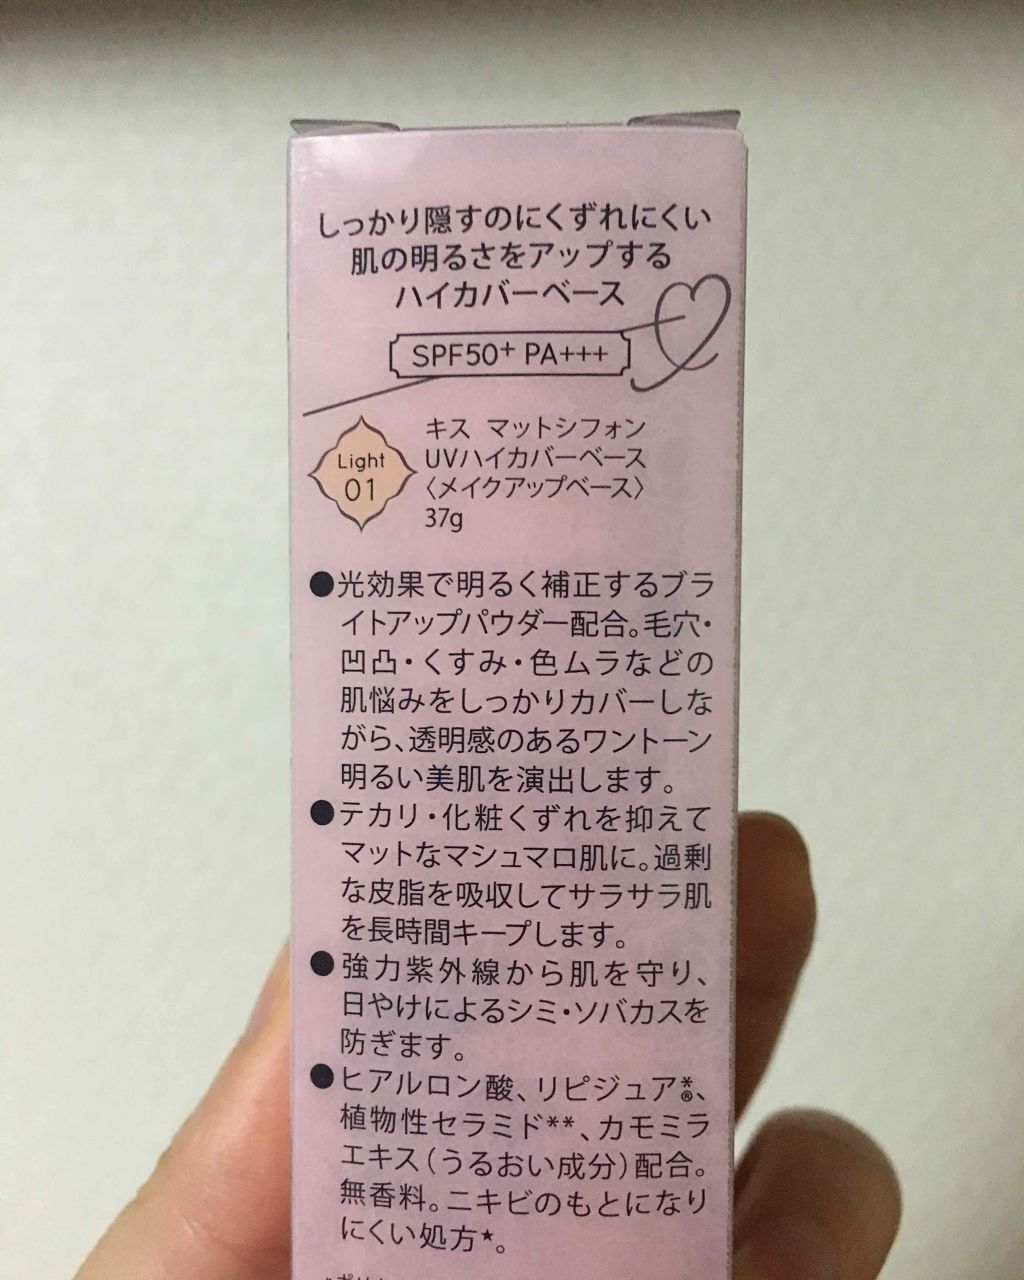 しっかり隠すのにくずれにくい
肌の明るさをアップする
ハイカバーベース
SPF50+ PA+++
Light
01
キス マットシフォン
UVハイカバーベース
〈メイクアップベース〉
37g
●光効果で明るく補正するブラ
イトアップパウダー配合。毛穴・
凹凸・くすみ・色ムラなどの
肌悩みをしっかりカバーしな
がら、透明感のあるワントーン
明るい美肌を演出します。
●テカリ・化粧くずれを抑えて
マットなマシュマロ肌に。過剰
な皮脂を吸収してサラサラ肌
を長時間キープします。
●強力紫外線から肌を守り、
日やけによるシミ・ソバカスを
防ぎます。
●ヒアルロン酸、リピジュア*®、
植物性セラミド**、カモミラ
エキス（うるおい成分）配合。
無香料。ニキビのもとになり
にくい処方★。